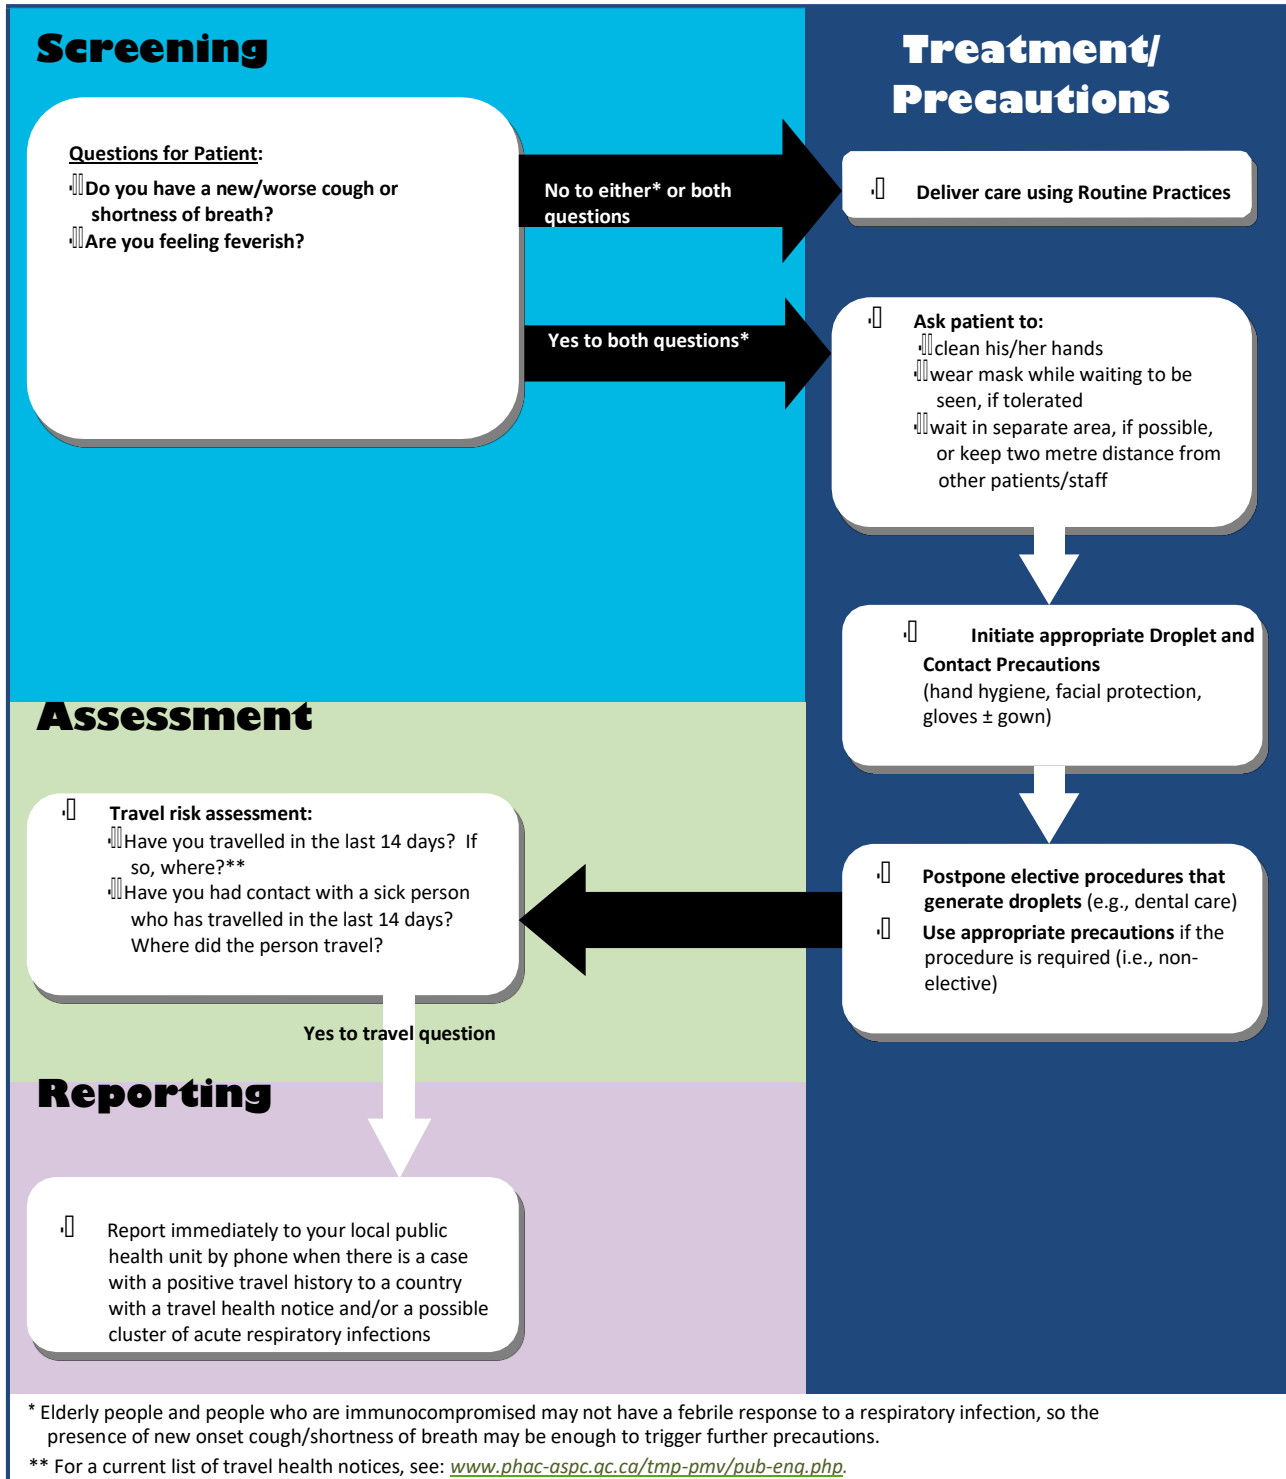 Screening
Questions for Patient:
Do you have a new/worse cough or
shortness of breath?
Are you feeling feverish?
No to either* or both
questions
Yes to both questions*
Treatment/
Precautions
Deliver care using Routine Practices
Ask patient to:
clean his/her hands
wear mask while waiting to be
seen, if tolerated
wait in separate area, if possible,
or keep two metre distance from
other patients/staff
Initiate appropriate Droplet and
Contact Precautions
(hand hygiene, facial protection,
gloves ± gown)
Postpone elective procedures that
generate droplets (e.g., dental care)
Use appropriate precautions if the
procedure is required (i.e., non-
elective)
Assessment
Travel risk assessment:
Have you travelled in the last 14 days?  If
so, where?**
Have you had contact with a sick person
who has travelled in the last 14 days?
Where did the person travel?
Yes to travel question
Reporting
Report immediately to your local public
health unit by phone when there is a case
with a positive travel history to a country
with a travel health notice and/or a possible
cluster of acute respiratory infections
* Elderly people and people who are immunocompromised may not have a febrile response to a respiratory infection, so the
presence of new onset cough/shortness of breath may be enough to trigger further precautions.
** For a current list of travel health notices, see: www.phac-aspc.gc.ca/tmp-pmv/pub-eng.php.